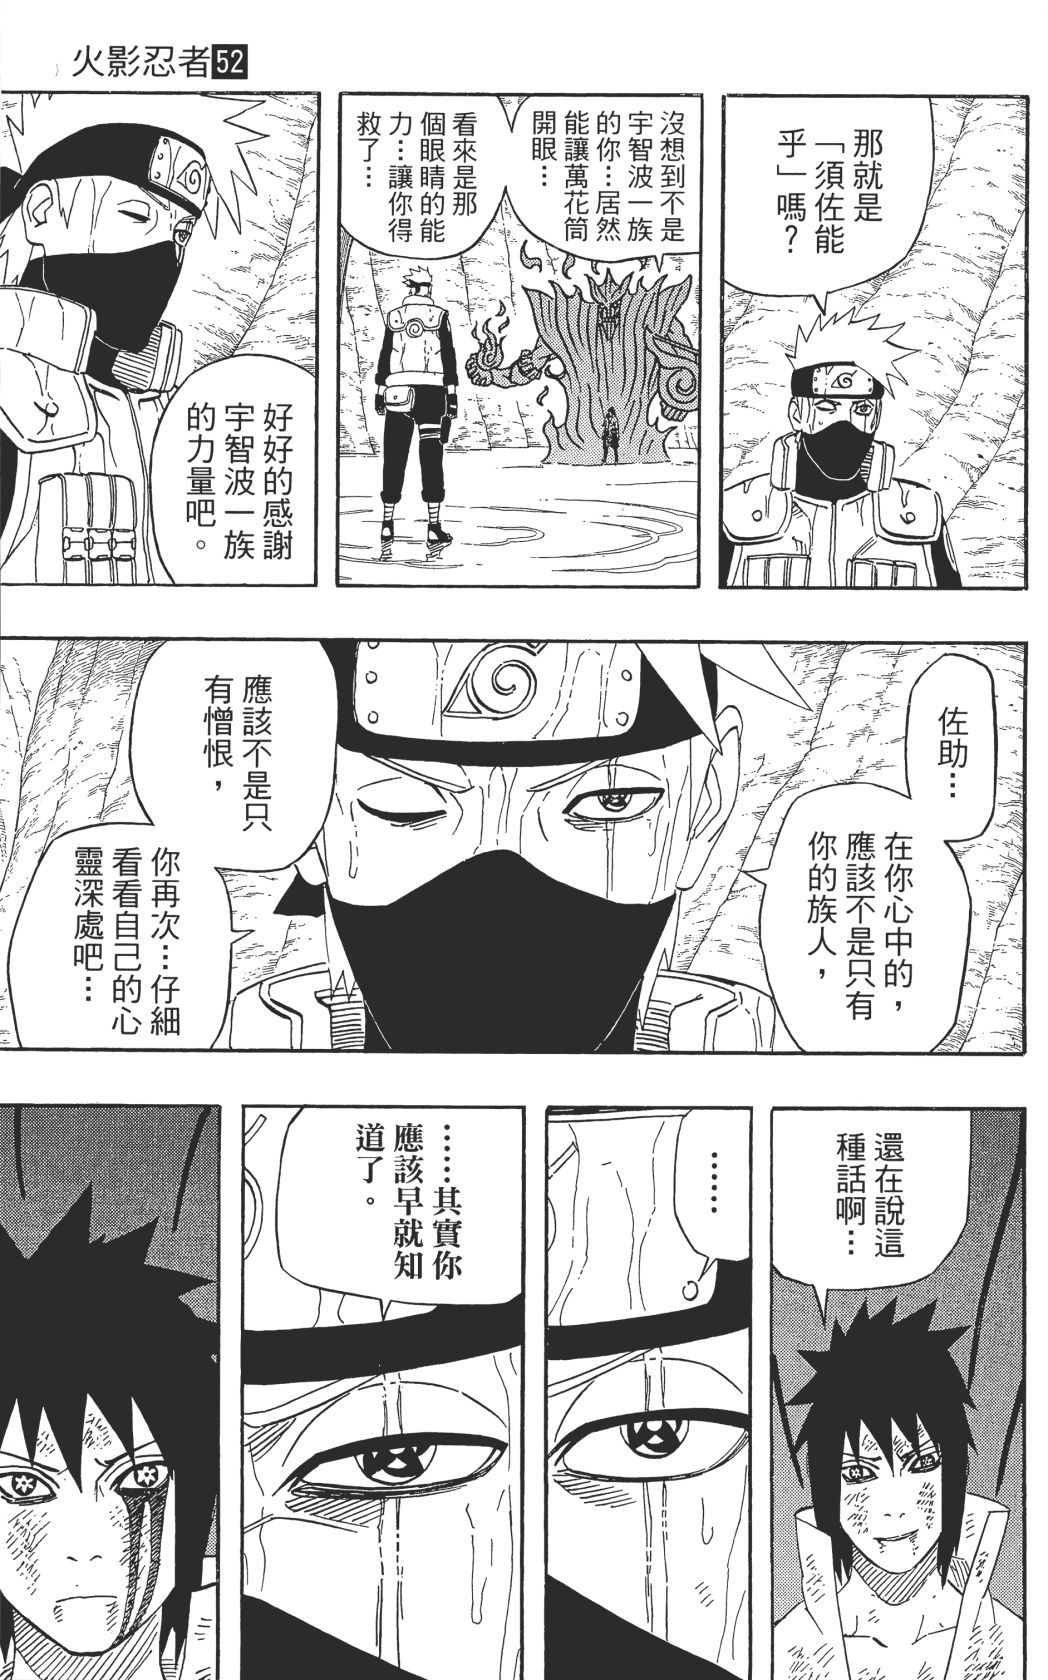 火影忍者52
那就是
「須佐能
乎」嗎？
沒想到不是
宇智波一族
的你…居然
能讓萬花筒
開眼…
看來是那
個眼睛的能
力…讓你得
救了…
好好的感謝
宇智波一族
的力量吧。
佐助…
在你心中的，
應該不是只有
你的族人，
應該不是只
有憎恨，
你再次…仔細
看看自己的心
靈深處吧…
還在說這
種話啊…
……
……其實你
應該早就知
道了。